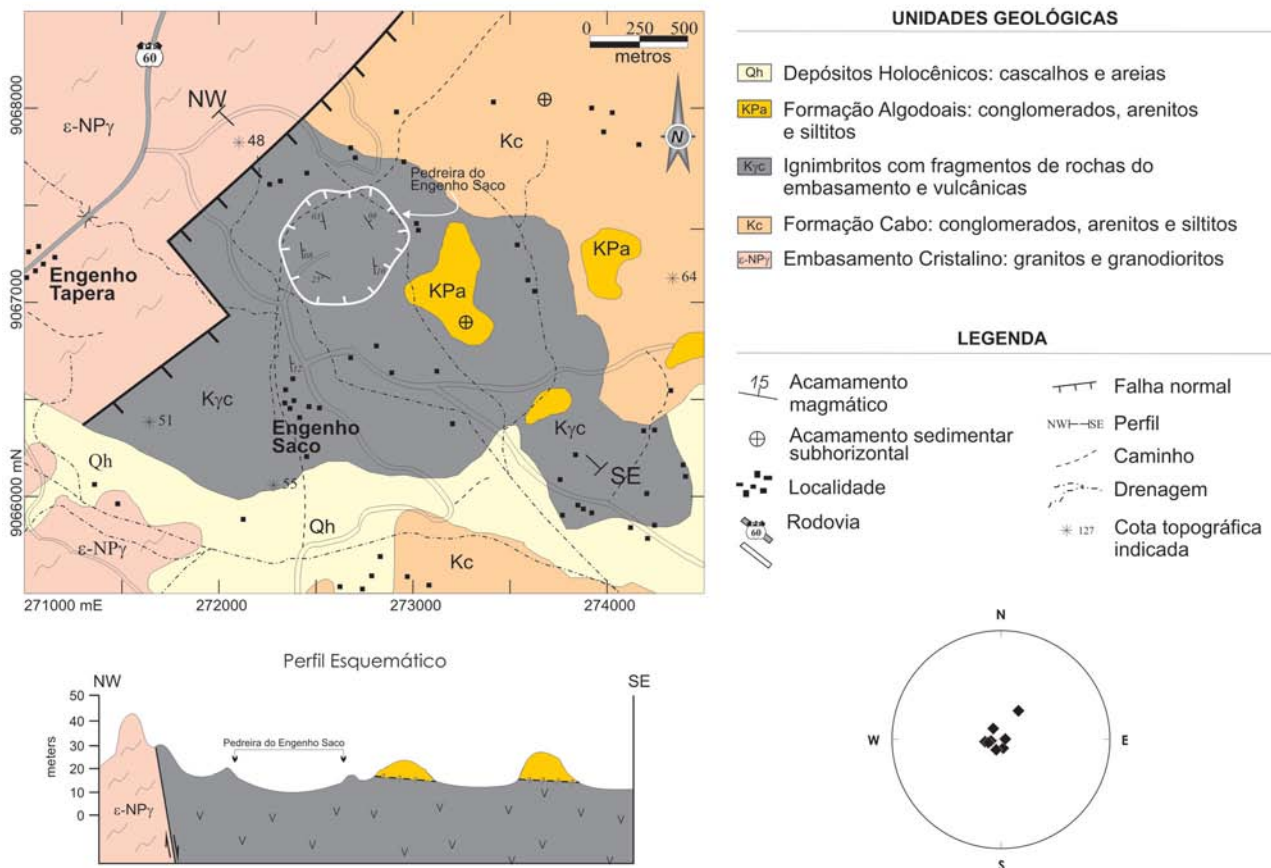 0 250 500
metros
N
60
NW
ε-NPγ
48
Kc
Pedreira do
Engenho Saco
KPa
64
KPa
Engenho
Tapera
12
Kγc
51
Engenho
Saco
Kγc
SE
55
Qh
Qh
ε-NPγ
Kc
9068000
9067000
9066000 mN
271000 mE
272000
273000
274000
UNIDADES GEOLÓGICAS
Qh Depósitos Holocênicos: cascalhos e areias
KPa Formação Algodoais: conglomerados, arenitos
e siltitos
Kγc Ignimbritos com fragmentos de rochas do
embasamento e vulcânicas
Kc Formação Cabo: conglomerados, arenitos e siltitos
ε-NPγ Embasamento Cristalino: granitos e granodioritos
LEGENDA
15 Acamamento
magmático
Acamamento sedimentar
subhorizontal
Localidade
60 Rodovia
Falha normal
NW SE Perfil
Caminho
Drenagem
127 Cota topográfica
indicada
Perfil Esquemático
NW
SE
meters
50
40
30
20
10
0
Pedreira do Engenho Saco
ε-NPγ
V V V V V V V V V V V V V V V
N
W
E
S